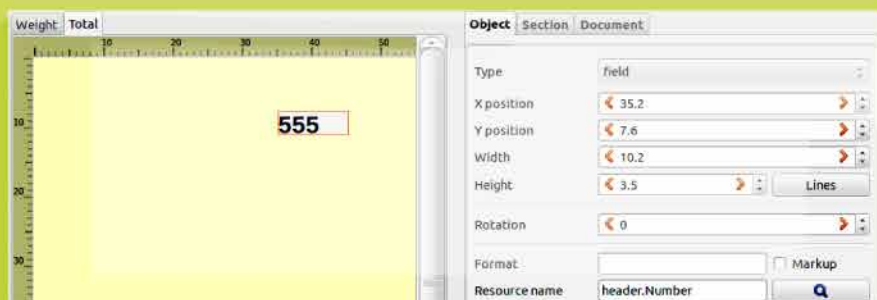 Weight Total
10 20 30 40 50
555
10
20
30
Object Section Document
Type field
X position 35.2
Y position 7.6
Width 10.2
Height 3.5 Lines
Rotation 0
Format Markup
Resource name header.Number